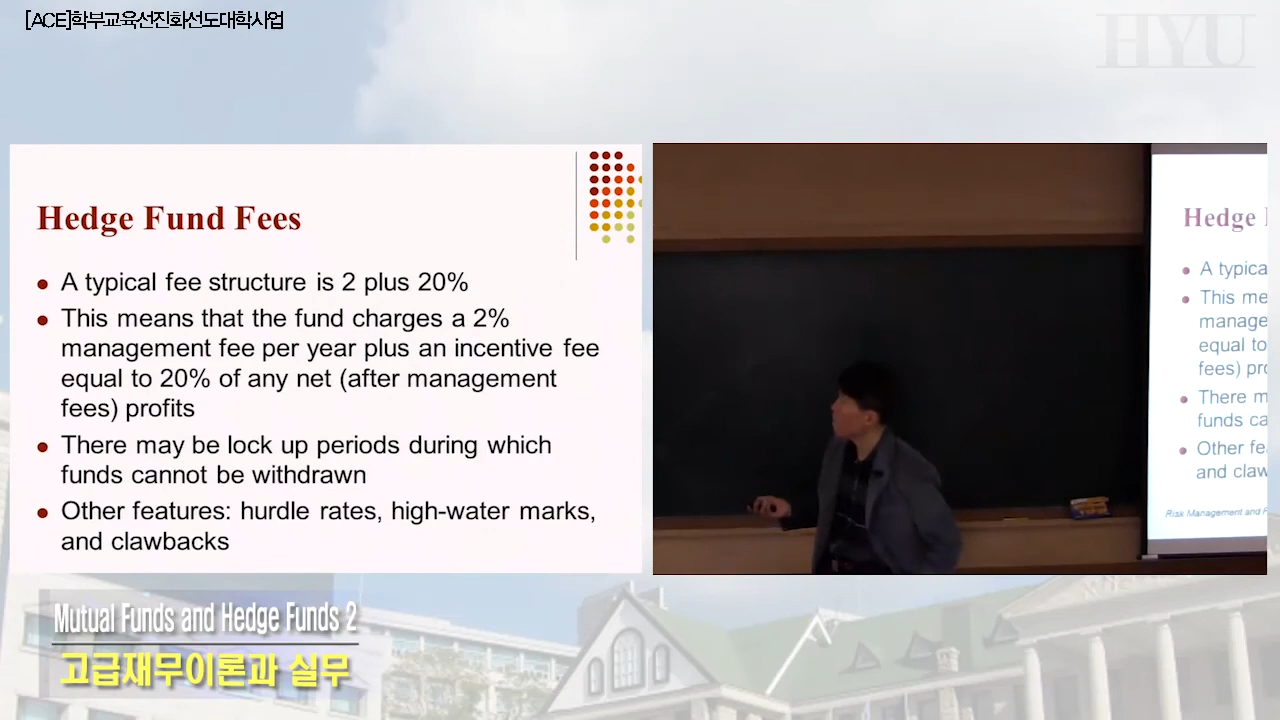 [ACE]학부교육선진화선도대학사업
HYU
Hedge Fund Fees
• A typical fee structure is 2 plus 20%
• This means that the fund charges a 2%
management fee per year plus an incentive fee
equal to 20% of any net (after management
fees) profits
• There may be lock up periods during which
funds cannot be withdrawn
• Other features: hurdle rates, high-water marks,
and clawbacks
Hedge
• A typica
• This me
manage
equal to
fees) pro
• There m
funds ca
• Other fe
and claw
Risk Management and F
Mutual Funds and Hedge Funds 2
고급재무이론과 실무